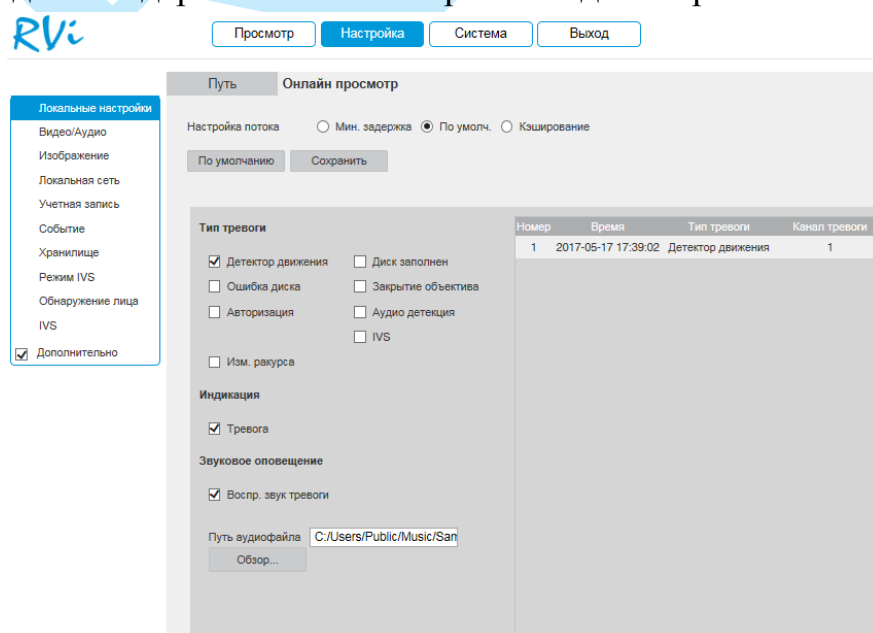 RVi
Просмотр Настройка Система Выход
Путь Онлайн просмотр
Локальные настройки
Видео/Аудио
Изображение
Локальная сеть
Учетная запись
Событие
Хранилище
Режим IVS
Обнаружение лица
IVS
Дополнительно
Настройка потока Мин. задержка По умолч. Кэширование
По умолчанию Сохранить
Тип тревоги
Детектор движения Диск заполнен
Ошибка диска Закрытие объектива
Авторизация Аудио детекция
IVS
Изм. ракурса
Индикация
Тревога
Звуковое оповещение
Воспр. звук тревоги
Путь аудиофайла C:/Users/Public/Music/Sam
Обзор...
Номер Время Тип тревоги Канал тревоги
1 2017-05-17 17:39:02 Детектор движения 1